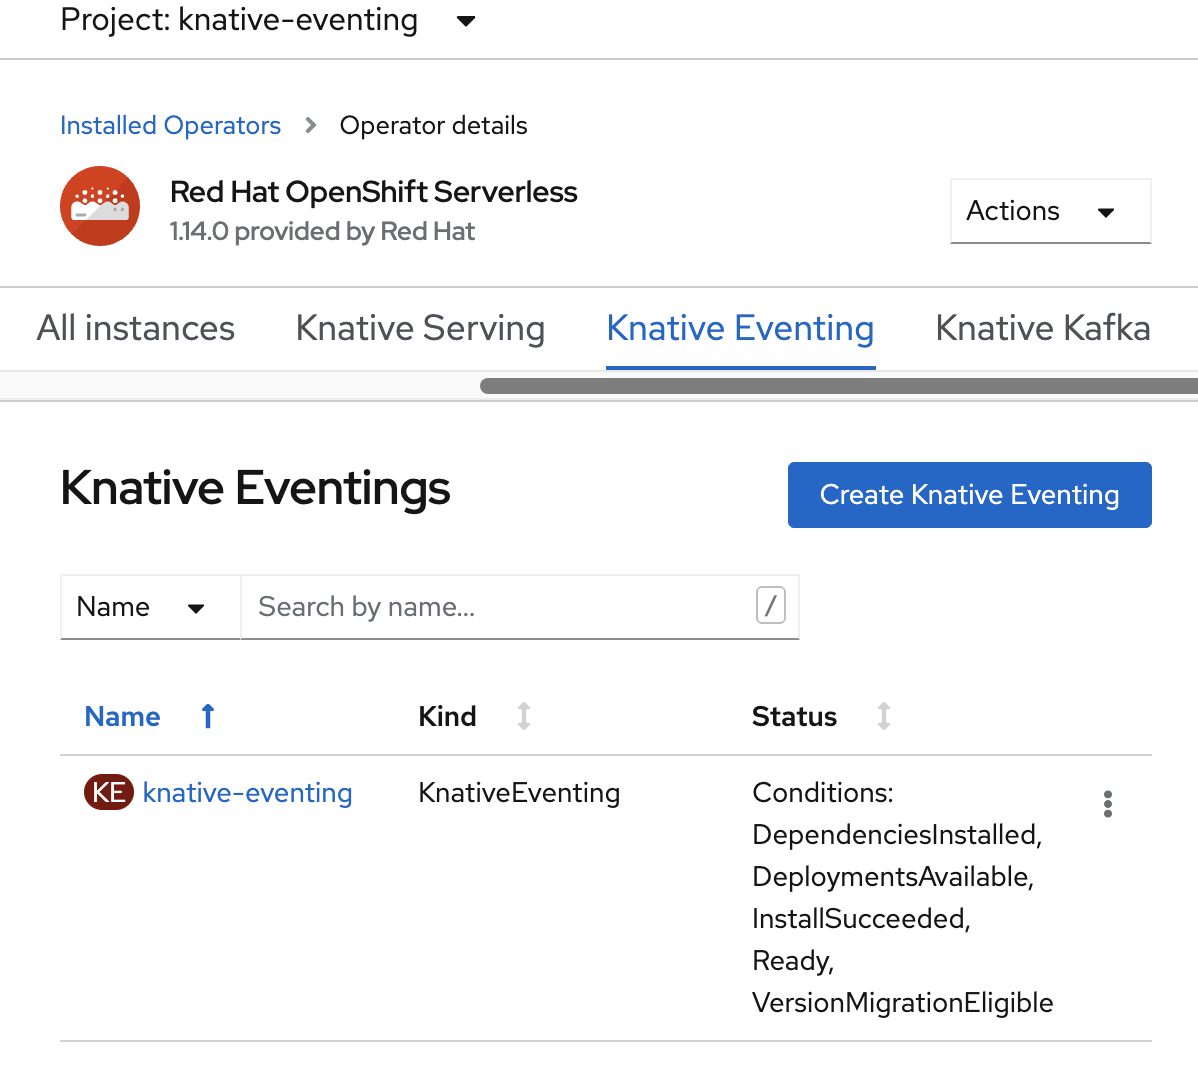 Project: knative-eventing
Installed Operators > Operator details
Red Hat OpenShift Serverless
1.14.0 provided by Red Hat
Actions
All instances Knative Serving Knative Eventing Knative Kafka
Knative Eventings
Create Knative Eventing
Name Search by name... /
Name Kind Status
KE knative-eventing KnativeEventing Conditions:
DependenciesInstalled,
DeploymentsAvailable,
InstallSucceeded,
Ready,
VersionMigrationEligible